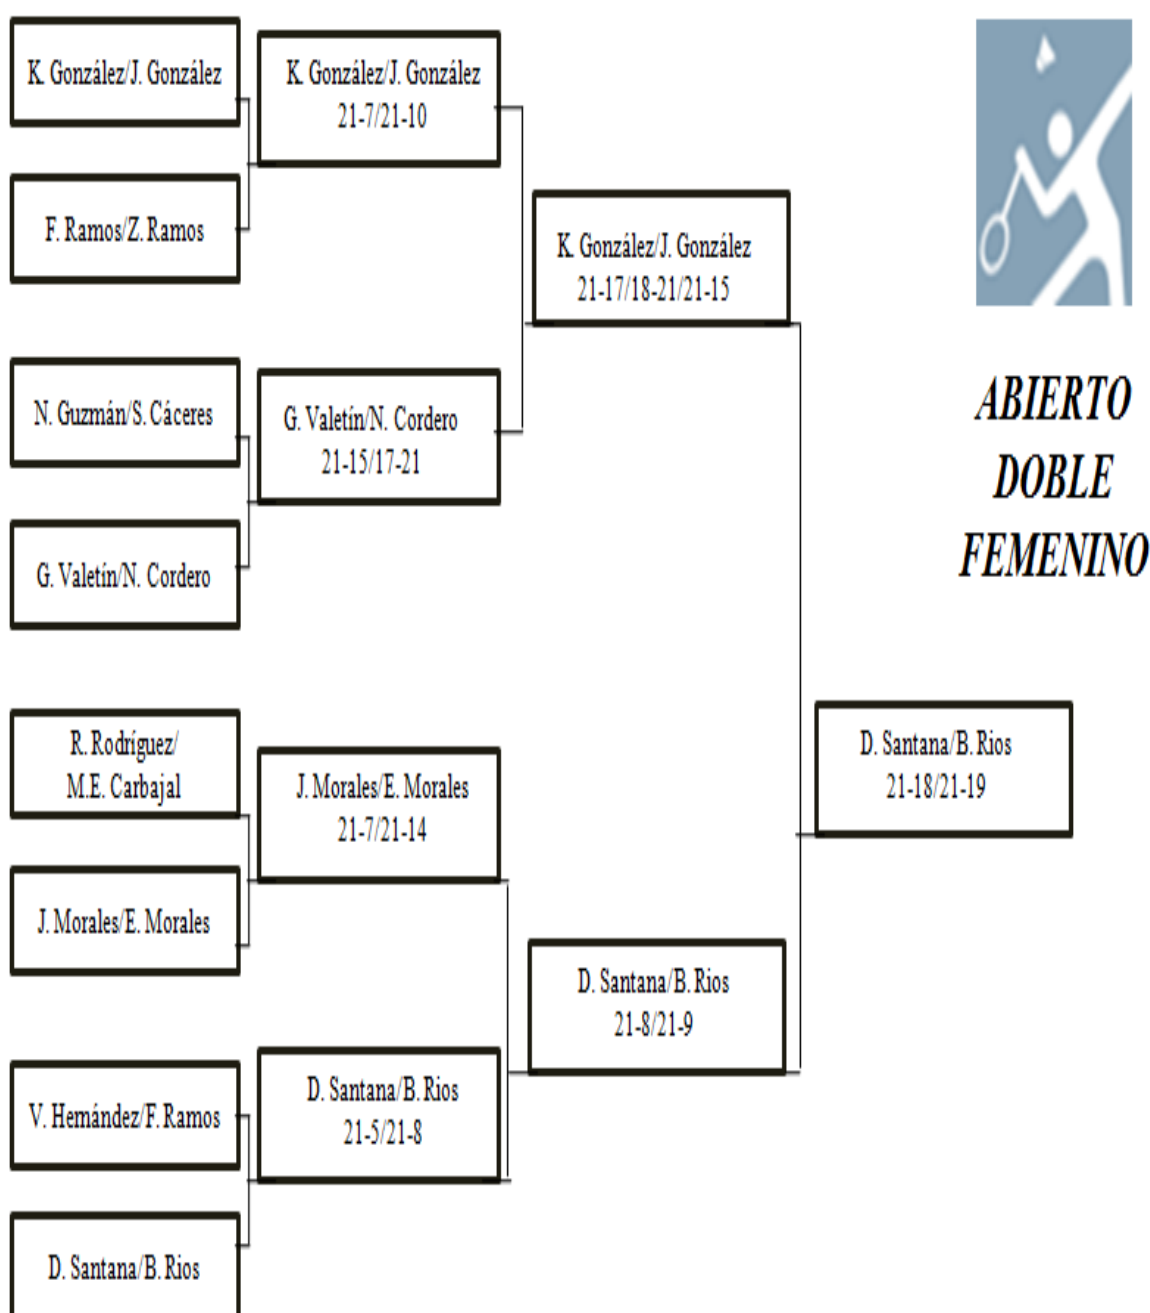 K. González/J. González
F. Ramos/Z. Ramos
N. Guzmán/S. Cáceres
G. Valetín/N. Cordero
R. Rodríguez/
M.E. Carbajal
J. Morales/E. Morales
V. Hernández/F. Ramos
D. Santana/B. Rios
K. González/J. González
21-7/21-10
G. Valetín/N. Cordero
21-15/17-21
J. Morales/E. Morales
21-7/21-14
D. Santana/B. Rios
21-5/21-8
K. González/J. González
21-17/18-21/21-15
D. Santana/B. Rios
21-8/21-9
D. Santana/B. Rios
21-18/21-19
ABIERTO
DOBLE
FEMENINO